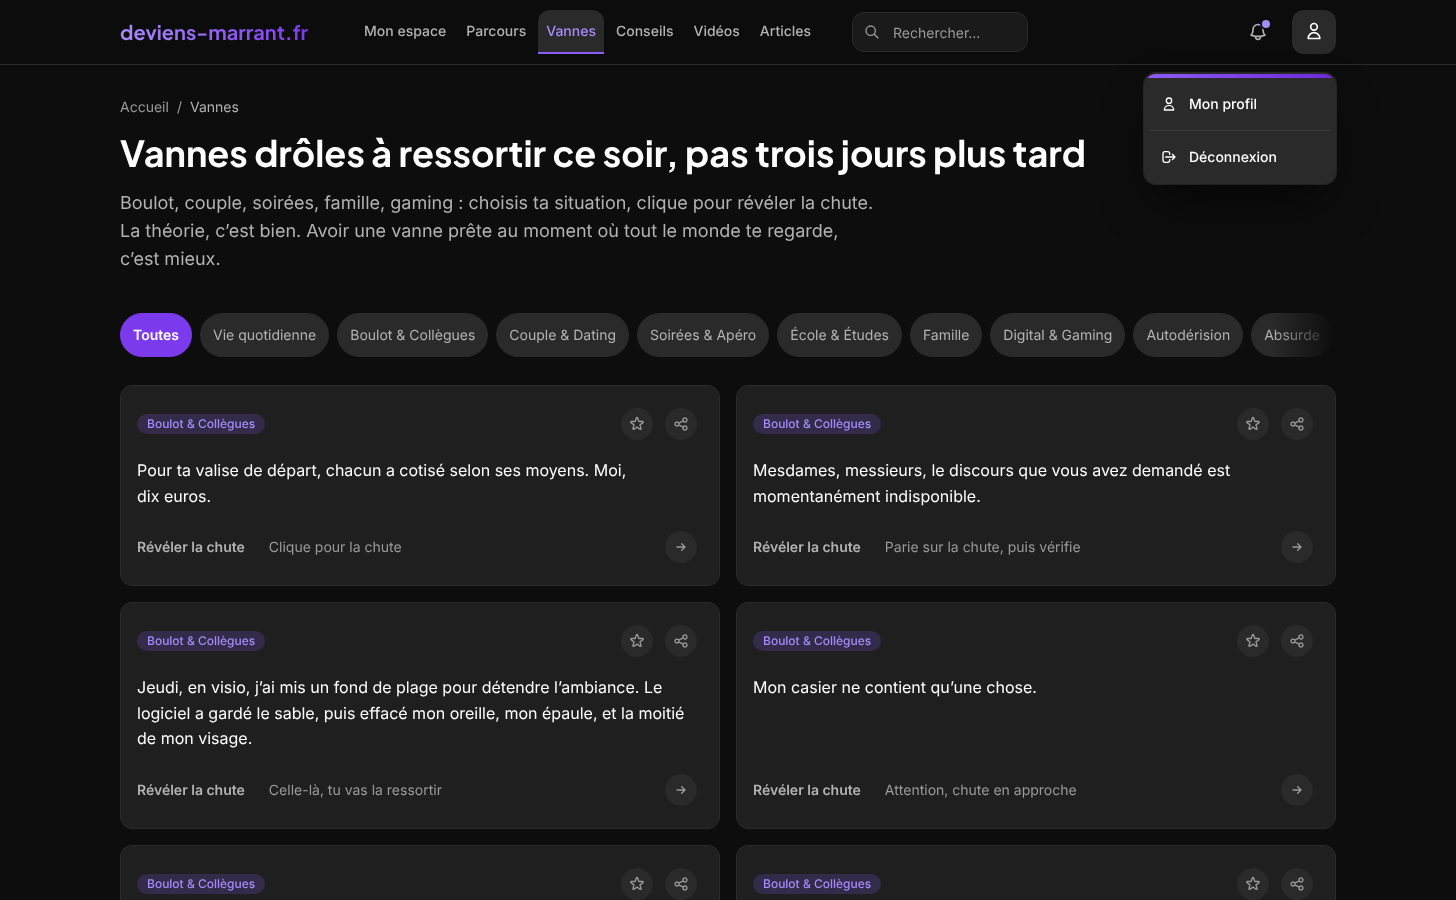 deviens-marrant.fr
Mon espace
Parcours
Vannes
Conseils
Vidéos
Articles
Rechercher...
Mon profil
Déconnexion
Accueil / Vannes
Vannes drôles à ressortir ce soir, pas trois jours plus tard
Boulot, couple, soirées, famille, gaming : choisis ta situation, clique pour révéler la chute.
La théorie, c’est bien. Avoir une vanne prête au moment où tout le monde te regarde,
c’est mieux.
Toutes
Vie quotidienne
Boulot & Collègues
Couple & Dating
Soirées & Apéro
École & Études
Famille
Digital & Gaming
Autodérision
Absurde
Boulot & Collègues
Pour ta valise de départ, chacun a cotisé selon ses moyens. Moi,
dix euros.
Révéler la chute
Clique pour la chute
Boulot & Collègues
Mesdames, messieurs, le discours que vous avez demandé est
momentanément indisponible.
Révéler la chute
Parie sur la chute, puis vérifie
Boulot & Collègues
Jeudi, en visio, j’ai mis un fond de plage pour détendre l’ambiance. Le
logiciel a gardé le sable, puis effacé mon oreille, mon épaule, et la moitié
de mon visage.
Révéler la chute
Celle-là, tu vas la ressortir
Boulot & Collègues
Mon casier ne contient qu’une chose.
Révéler la chute
Attention, chute en approche
Boulot & Collègues
Boulot & Collègues